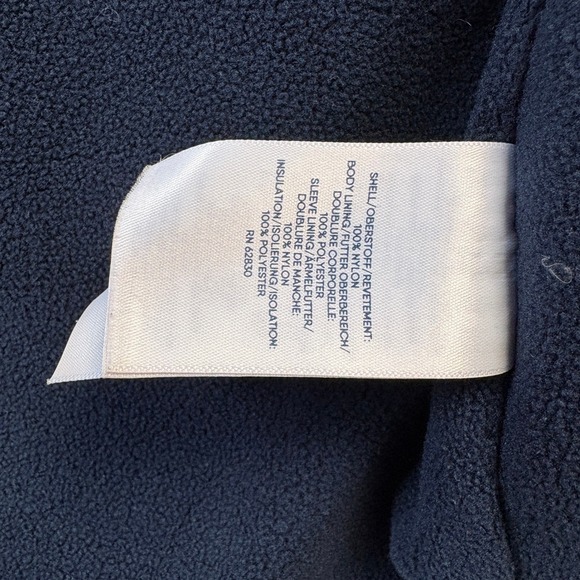 SHELL/OBERSTOFF/REVETEMENT:
100% NYLON
BODY LINING/FUTTER OBERBEREICH/
DOUBLURE CORPORELLE:
100% POLYESTER
SLEEVE LINING/ÄRMELFUTTER/
DOUBLURE DE MANCHE:
100% NYLON
INSULATION/ISOLIERUNG/ISOLATION:
100% POLYESTER
RN 62830